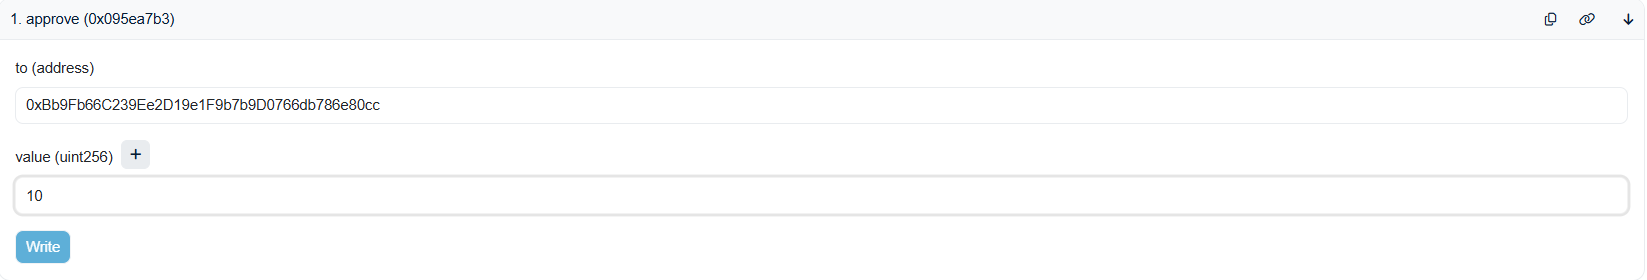 1. approve (0x095ea7b3)
to (address)
0xBb9Fb66C239Ee2D19e1F9b7b9D0766db786e80cc
value (uint256) +
10
Write